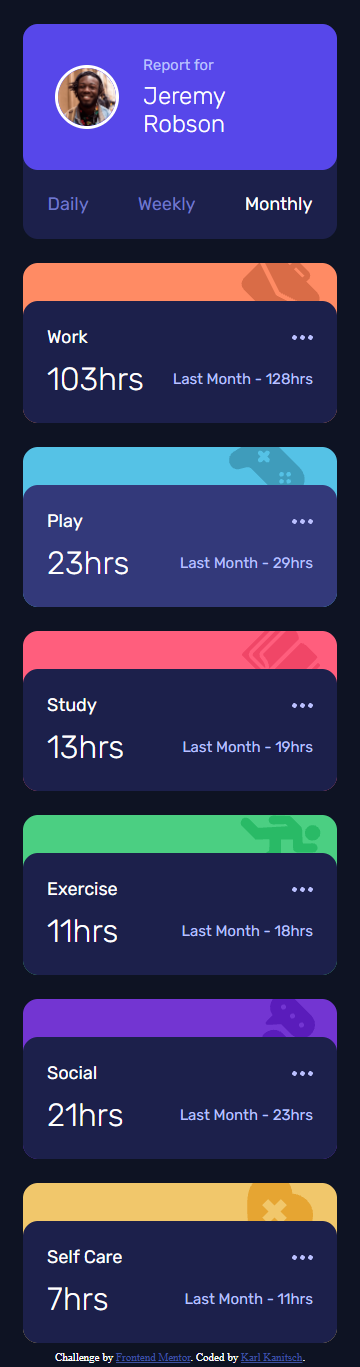 Report for
Jeremy
Robson
Daily Weekly Monthly
Work
103hrs Last Month - 128hrs
Play
23hrs Last Month - 29hrs
Study
13hrs Last Month - 19hrs
Exercise
11hrs Last Month - 18hrs
Social
21hrs Last Month - 23hrs
Self Care
7hrs Last Month - 11hrs
Challenge by Frontend Mentor. Coded by Karl Kanitsch.